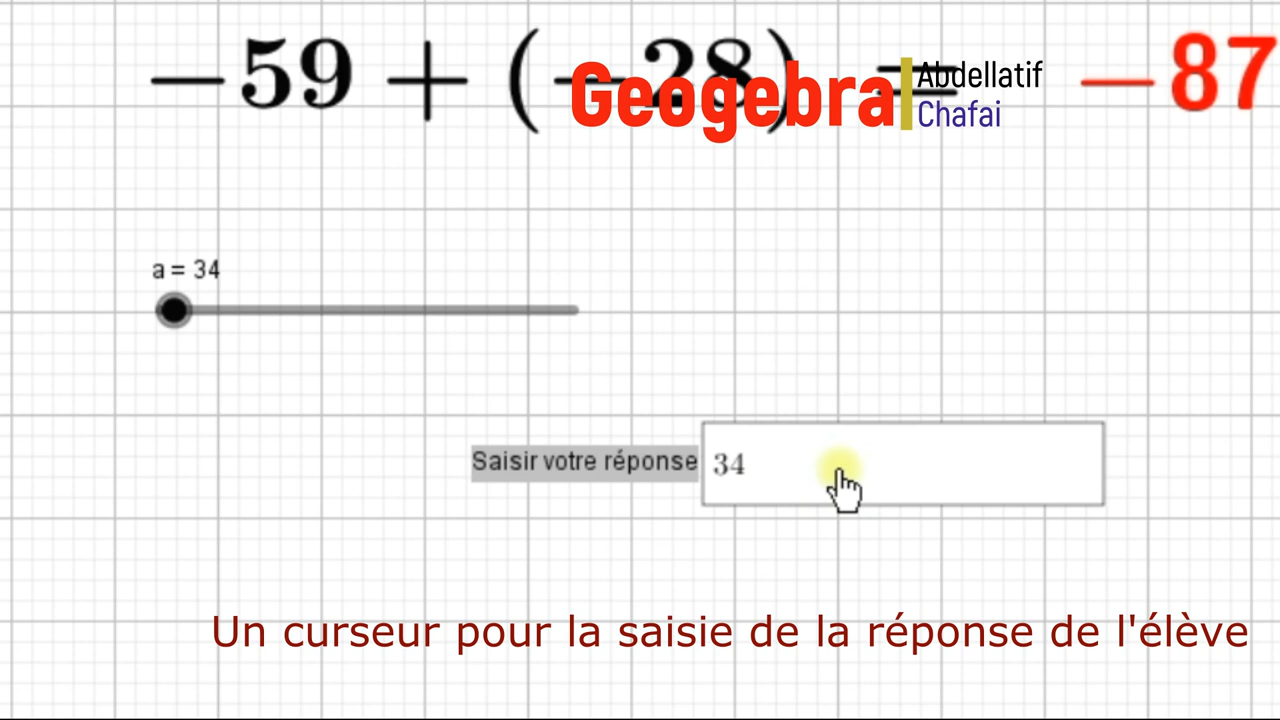 −59 + (−28) = −87
Geogebra
Abdellatif
Chafai
a = 34
Saisir votre réponse 34
Un curseur pour la saisie de la réponse de l'élève